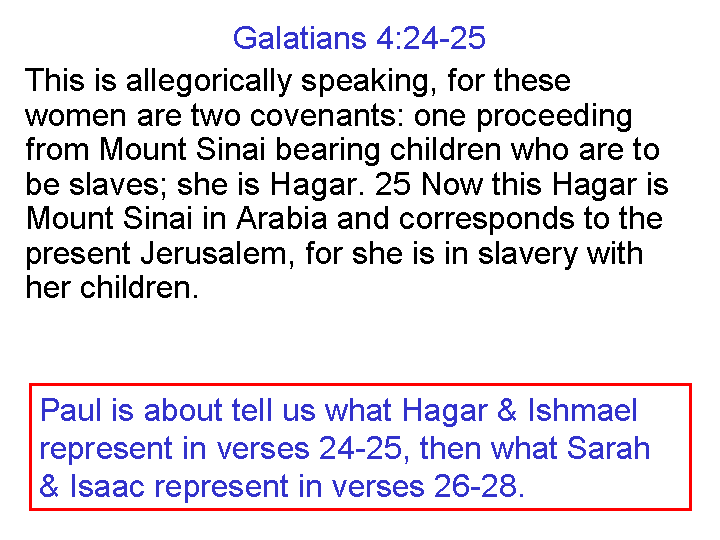 Galatians 4:24-25
This is allegorically speaking, for these
women are two covenants: one proceeding
from Mount Sinai bearing children who are to
be slaves; she is Hagar. 25 Now this Hagar is
Mount Sinai in Arabia and corresponds to the
present Jerusalem, for she is in slavery with
her children.
Paul is about tell us what Hagar & Ishmael
represent in verses 24-25, then what Sarah
& Isaac represent in verses 26-28.